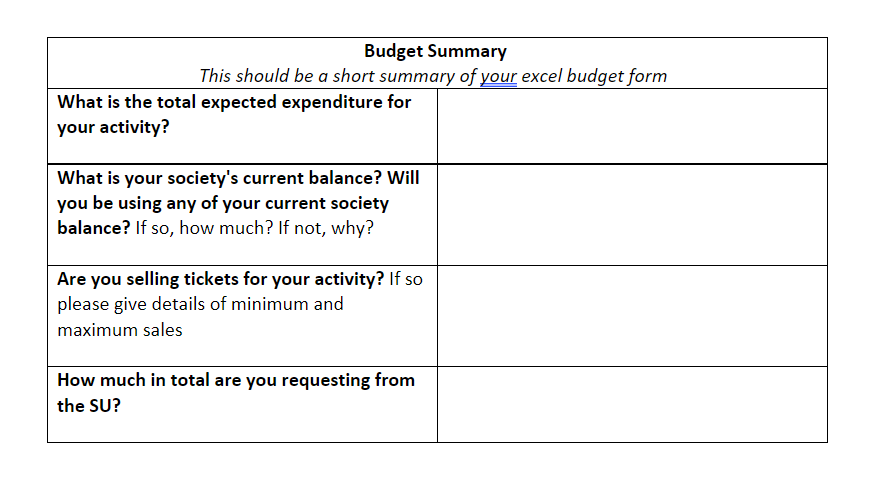 Budget Summary
This should be a short summary of your excel budget form
What is the total expected expenditure for
your activity?
What is your society's current balance? Will
you be using any of your current society
balance? If so, how much? If not, why?
Are you selling tickets for your activity? If so
please give details of minimum and
maximum sales
How much in total are you requesting from
the SU?